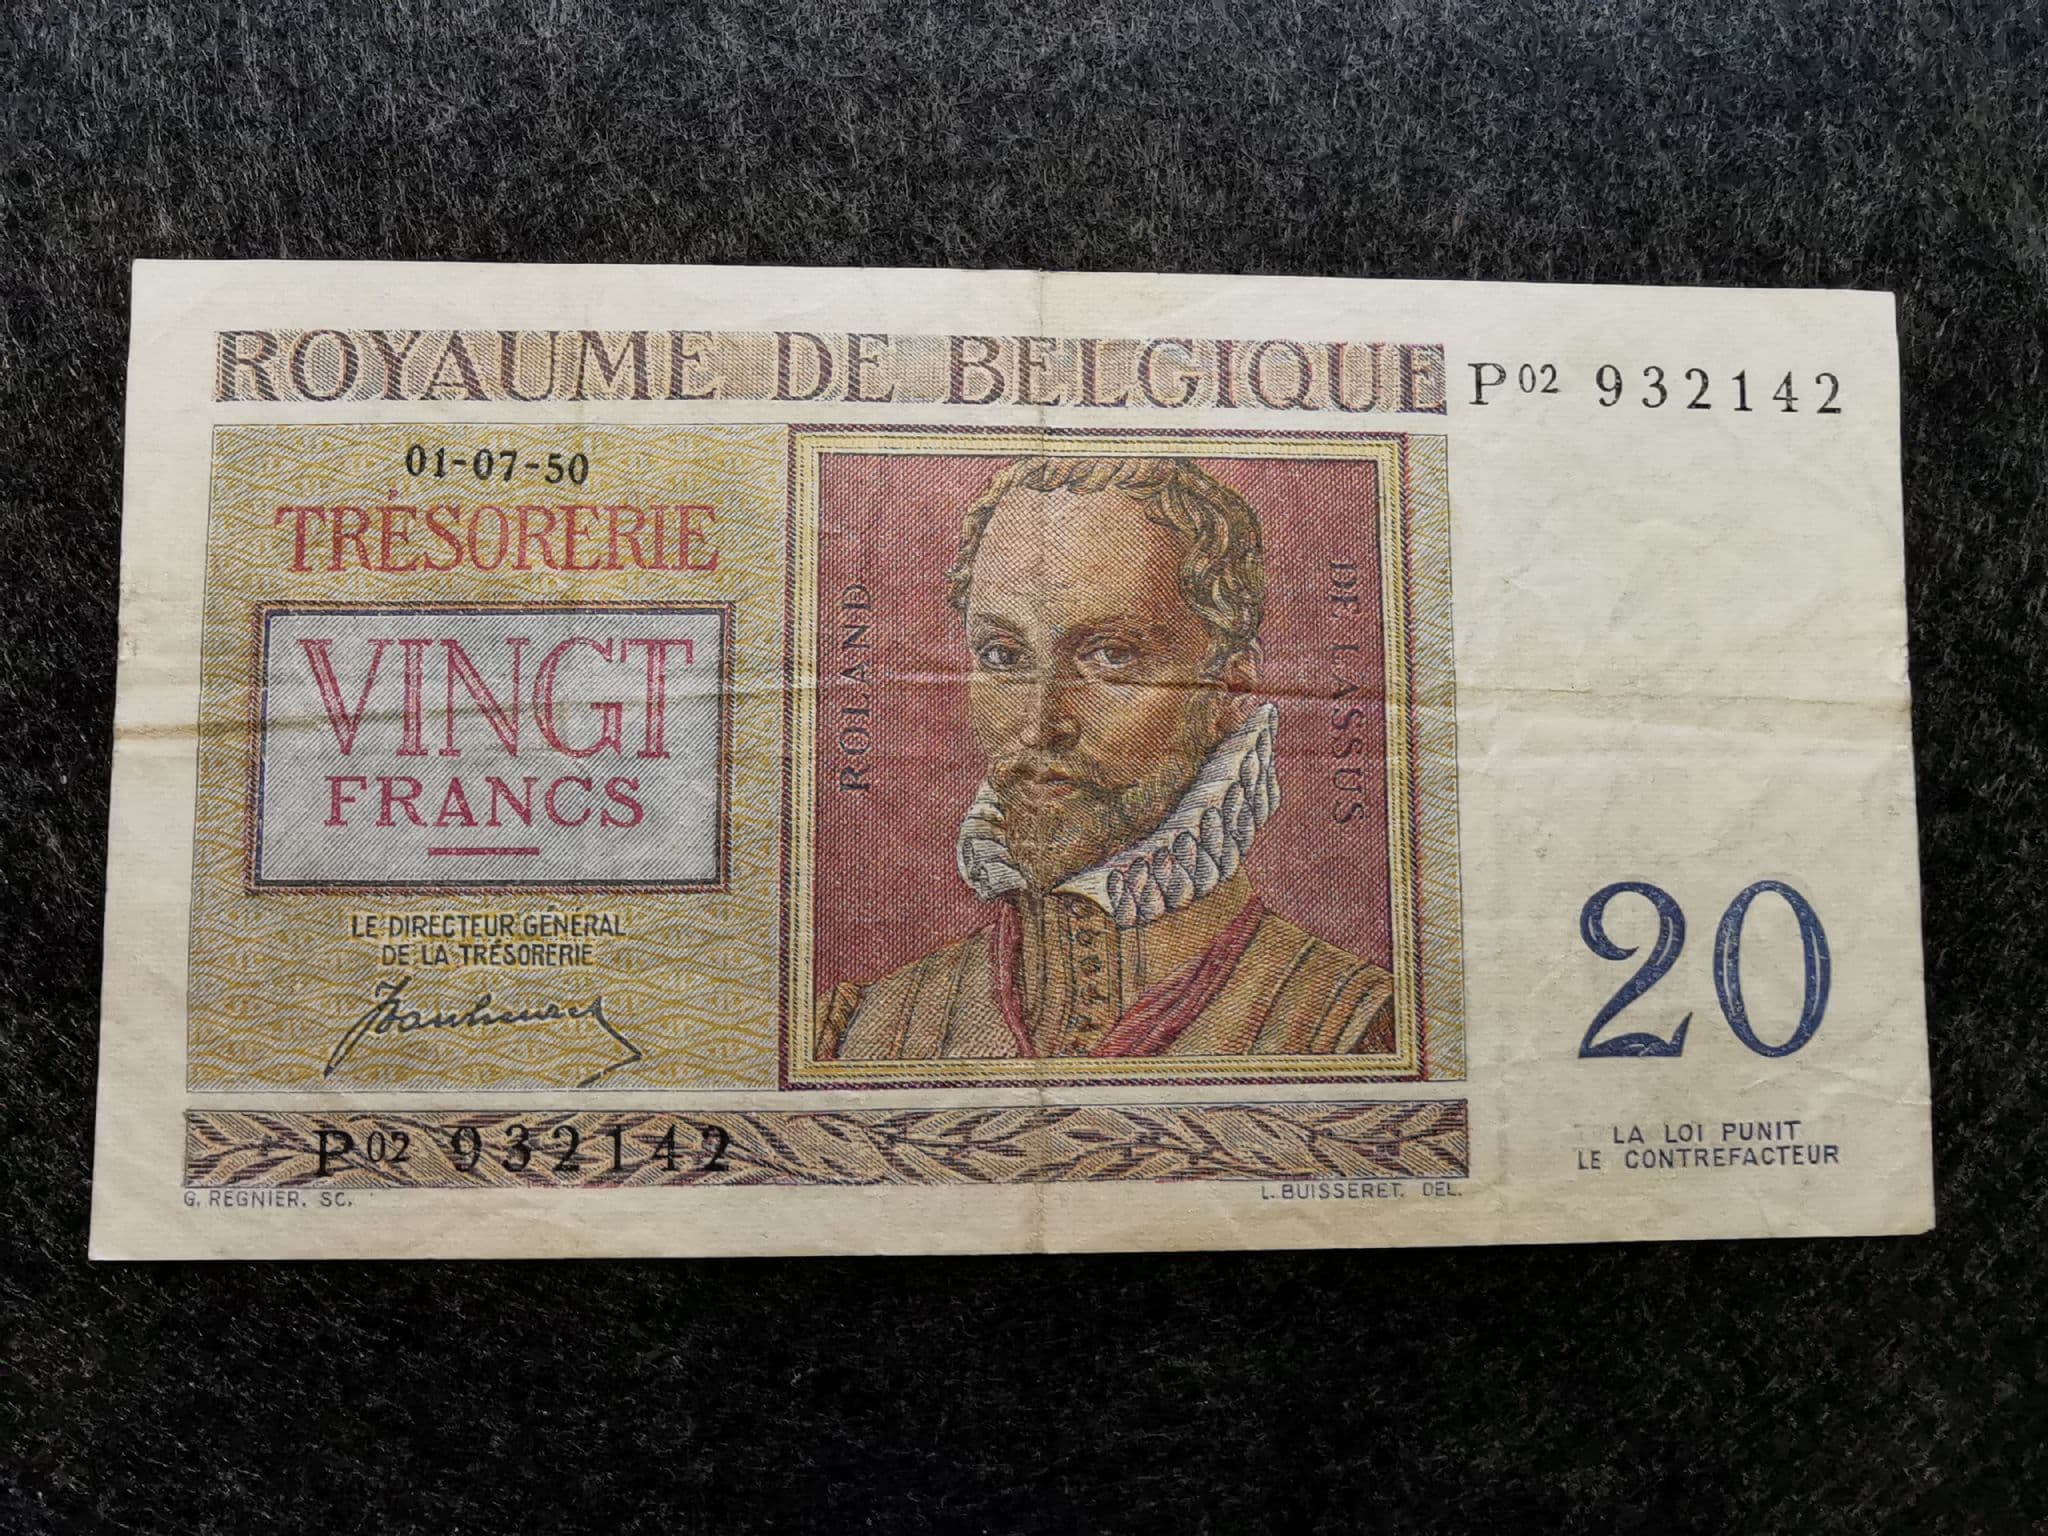 ROYAUME DE BELGIQUE
P02 932142
01-07-50
TRÉSORERIE
VINGT
FRANCS
LE DIRECTEUR GÉNÉRAL
DE LA TRÉSORERIE
ROLAND
DE LASSUS
20
LA LOI PUNIT
LE CONTREFACTEUR
P02 932142
G. REGNIER. SC.
L. BUISSERET. DEL.